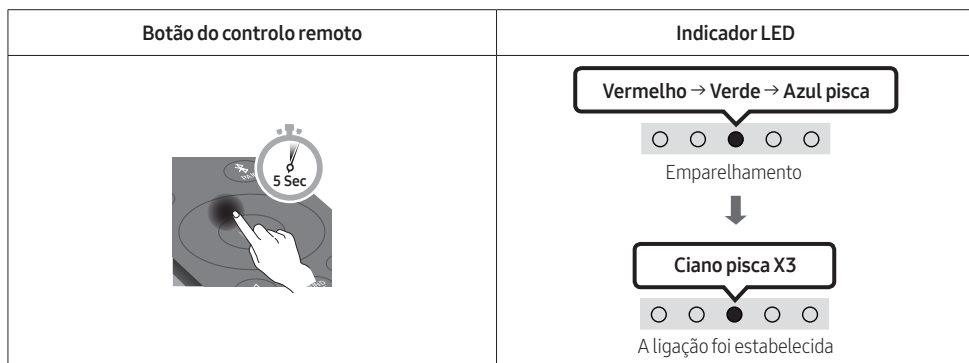 Botão do controlo remoto
Indicador LED
5 Sec
Vermelho → Verde → Azul pisca
Emparelhamento
Ciano pisca X3
A ligação foi estabelecida